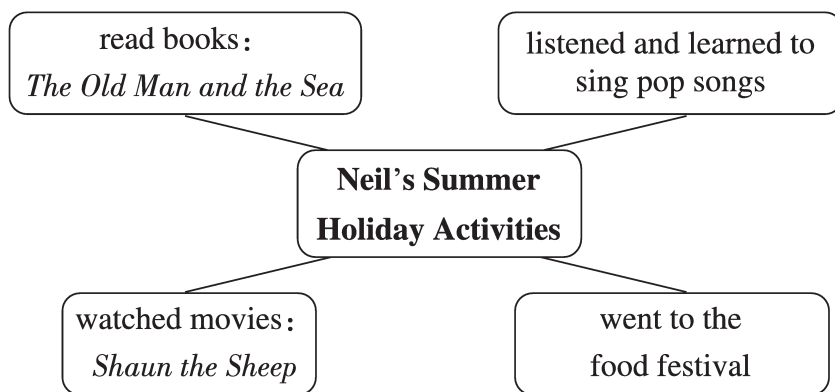 read books：
The Old Man and the Sea
listened and learned to
sing pop songs
Neil's Summer
Holiday Activities
watched movies：
Shaun the Sheep
went to the
food festival